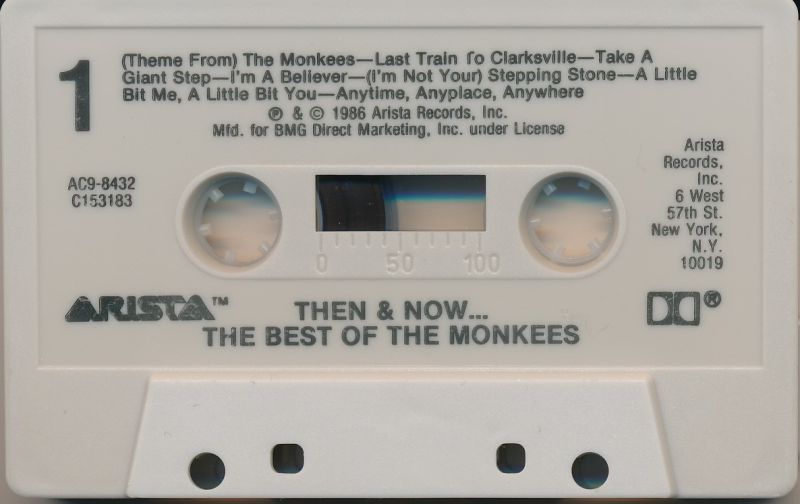 1
(Theme From) The Monkees—Last Train To Clarksville—Take A
Giant Step—I'm A Believer—(I'm Not Your) Stepping Stone—A Little
Bit Me, A Little Bit You—Anytime, Anyplace, Anywhere
℗ & © 1986 Arista Records, Inc.
Mfd. for BMG Direct Marketing, Inc. under License
AC9-8432
C153183
Arista
Records,
Inc.
6 West
57th St.
New York,
N.Y.
10019
0 50 100
ARISTA™
THEN & NOW...
THE BEST OF THE MONKEES
®